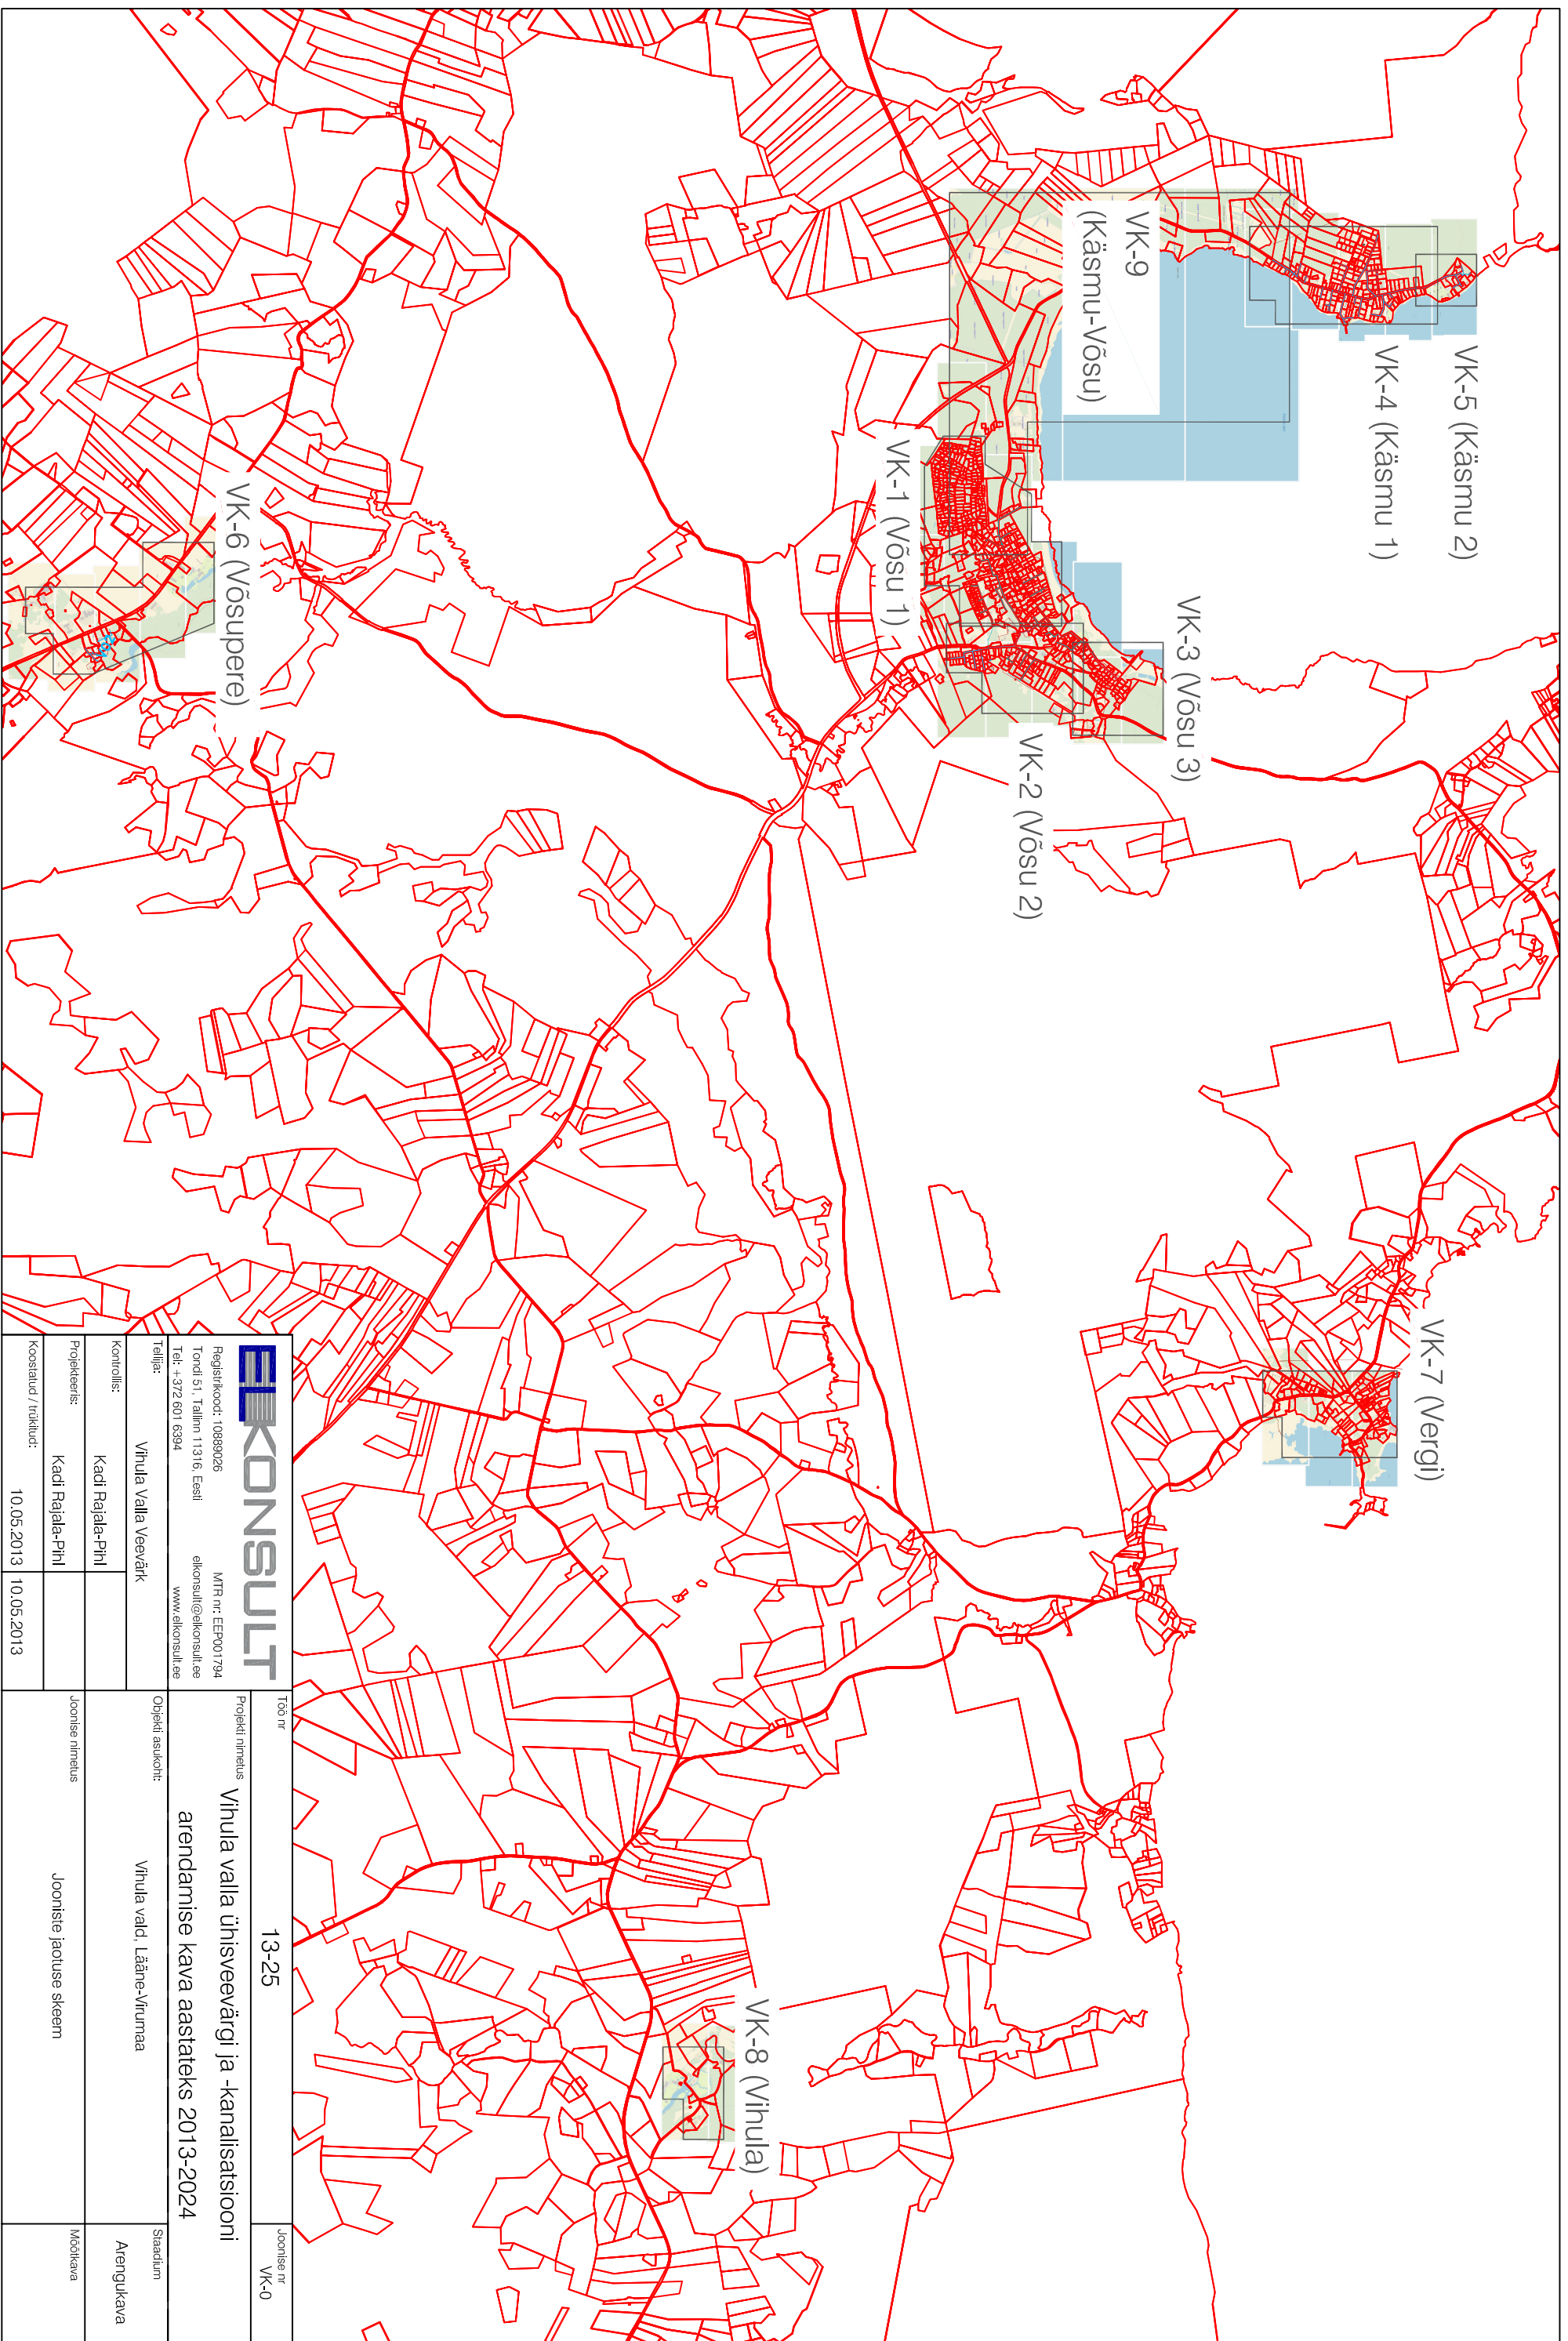 VK-5 (Käsmu 2)
VK-4 (Käsmu 1)
VK-9
(Käsmu-Võsu)
VK-3 (Võsu 3)
VK-1 (Võsu 1)
VK-2 (Võsu 2)
VK-7 (Vergi)
VK-6 (Võsupere)
VK-8 (Vihula)
ELKONSULT
Registrikood: 10889026
MTR nr: EEP001794
Tondi 51, Tallinn 11316, Eesti
elkonsult@elkonsult.ee
Tel: +372 601 6394
www.elkonsult.ee
Tellija:
Vihula Valla Veevärk
Kontrollis:
Kadi Rajala-Pihl
Projekteeris:
Kadi Rajala-Pihl
Koostatud / trükitud:
10.05.2013
10.05.2013
Töö nr
13-25
Joonise nr
VK-0
Projekti nimetus
Vihula valla ühisveevärgi ja -kanalisatsiooni
arendamise kava aastateks 2013-2024
Objekti asukoht:
Vihula vald, Lääne-Virumaa
Staadium
Arengukava
Joonise nimetus
Jooniste jaotuse skeem
Mõõtkava